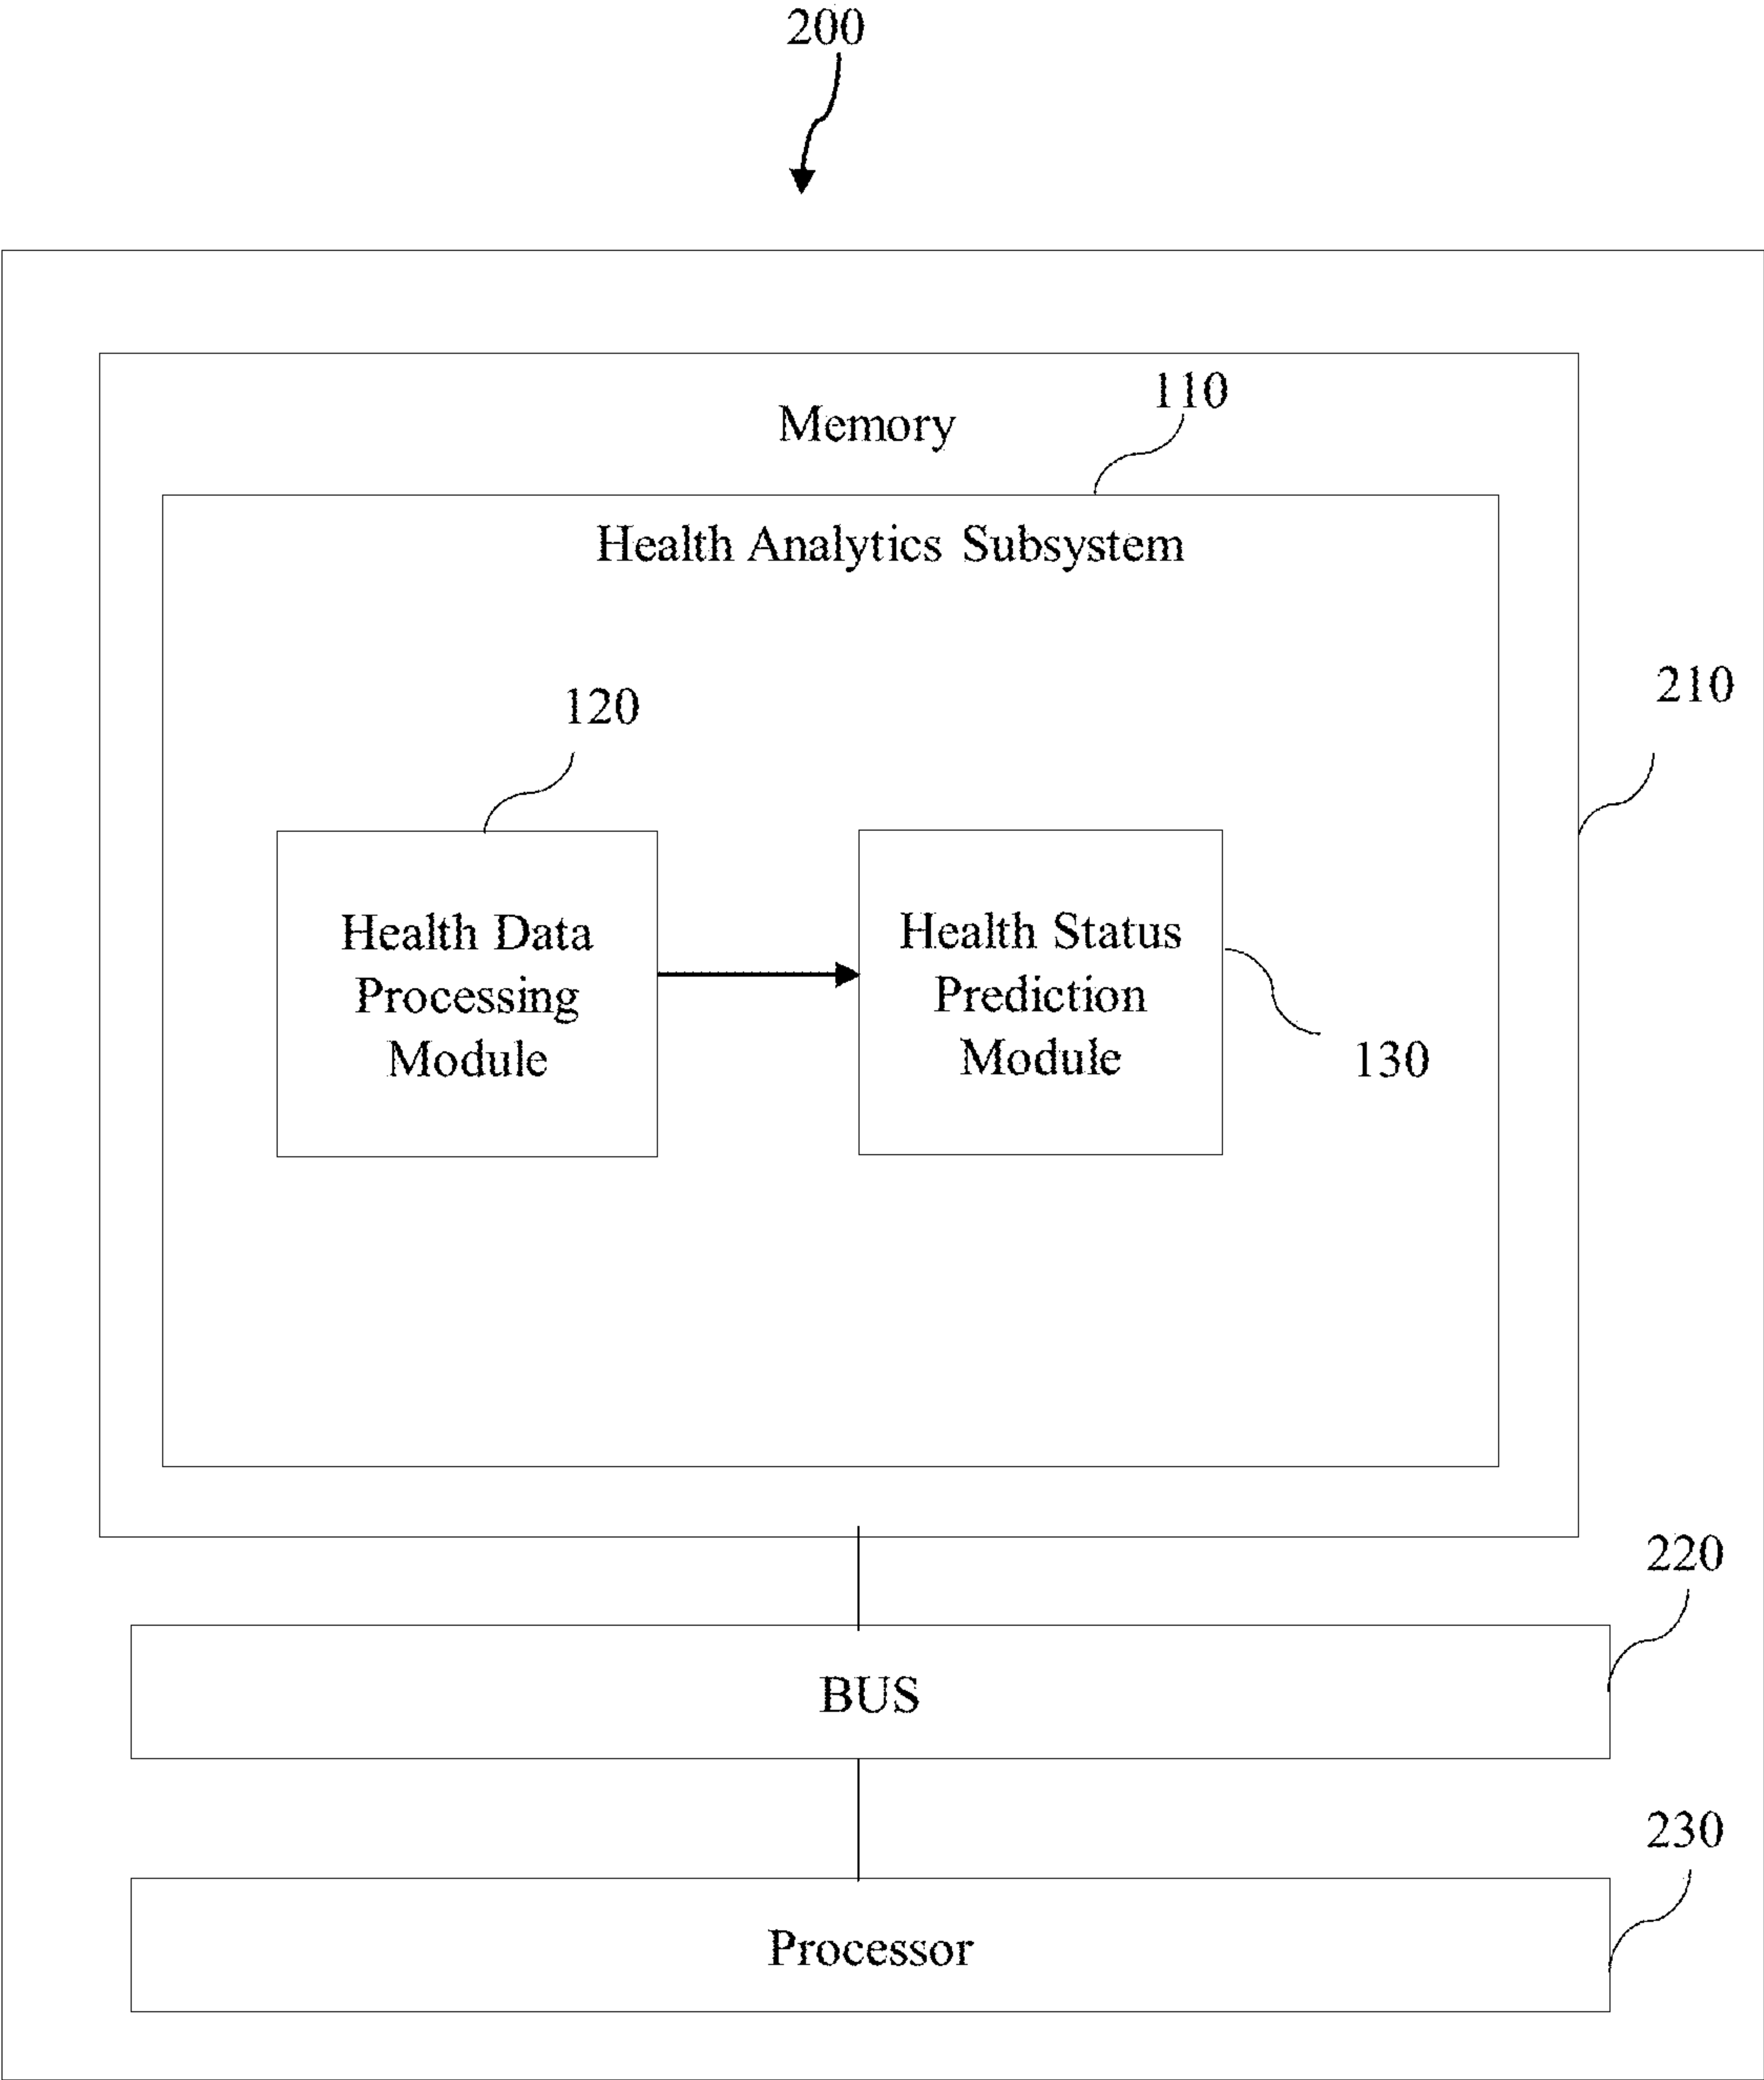 200
Memory
110
Health Analytics Subsystem
210
120
Health Data
Processing
Module
Health Status
Prediction
Module
130
220
BUS
230
Processor